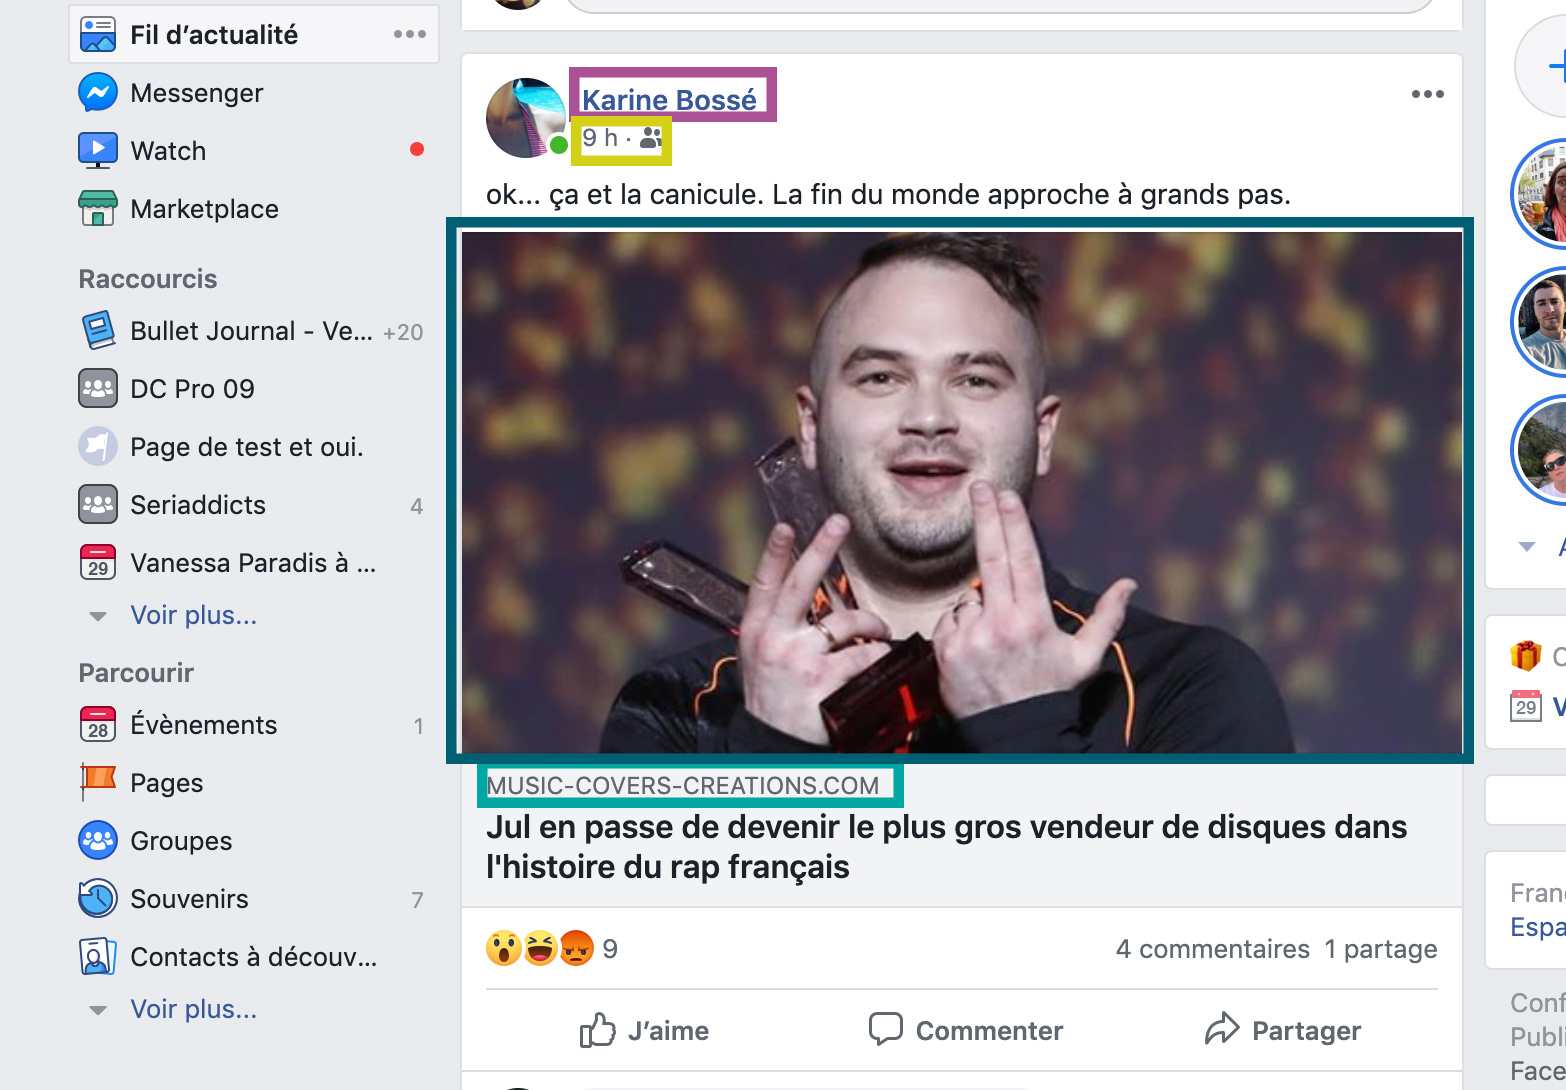 Fil d’actualité
Messenger
Watch
Marketplace
Raccourcis
Bullet Journal - Ve... +20
DC Pro 09
Page de test et oui.
Seriaddicts 4
29 Vanessa Paradis à ...
Voir plus...
Parcourir
28 Évènements 1
Pages
Groupes
Souvenirs 7
Contacts à découv...
Voir plus...
Karine Bossé
9 h ·
ok... ça et la canicule. La fin du monde approche à grands pas.
MUSIC-COVERS-CREATIONS.COM
Jul en passe de devenir le plus gros vendeur de disques dans
l'histoire du rap français
9 4 commentaires 1 partage
J’aime Commenter Partager
29 V
Fran
Espa
Conf
Publi
Face